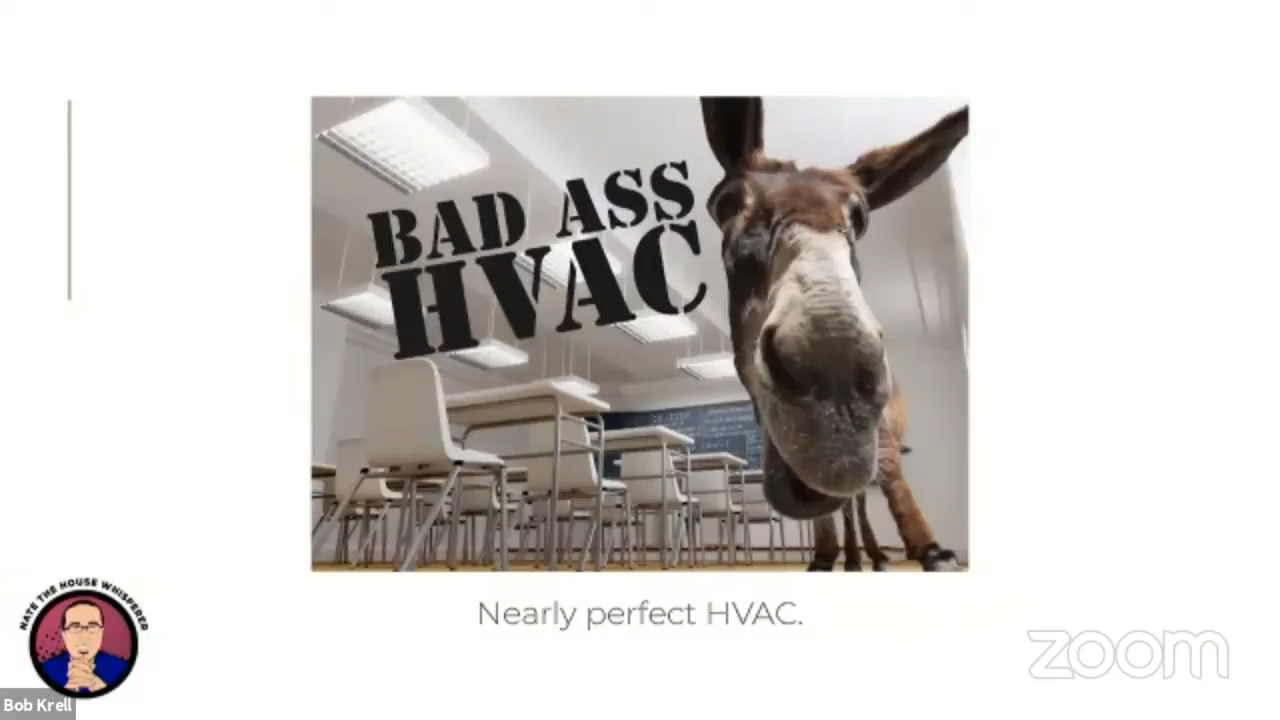 BAD ASS
HVAC
Nearly perfect HVAC.
NATE THE HOUSE WHISPERER
Bob Krell
zoom